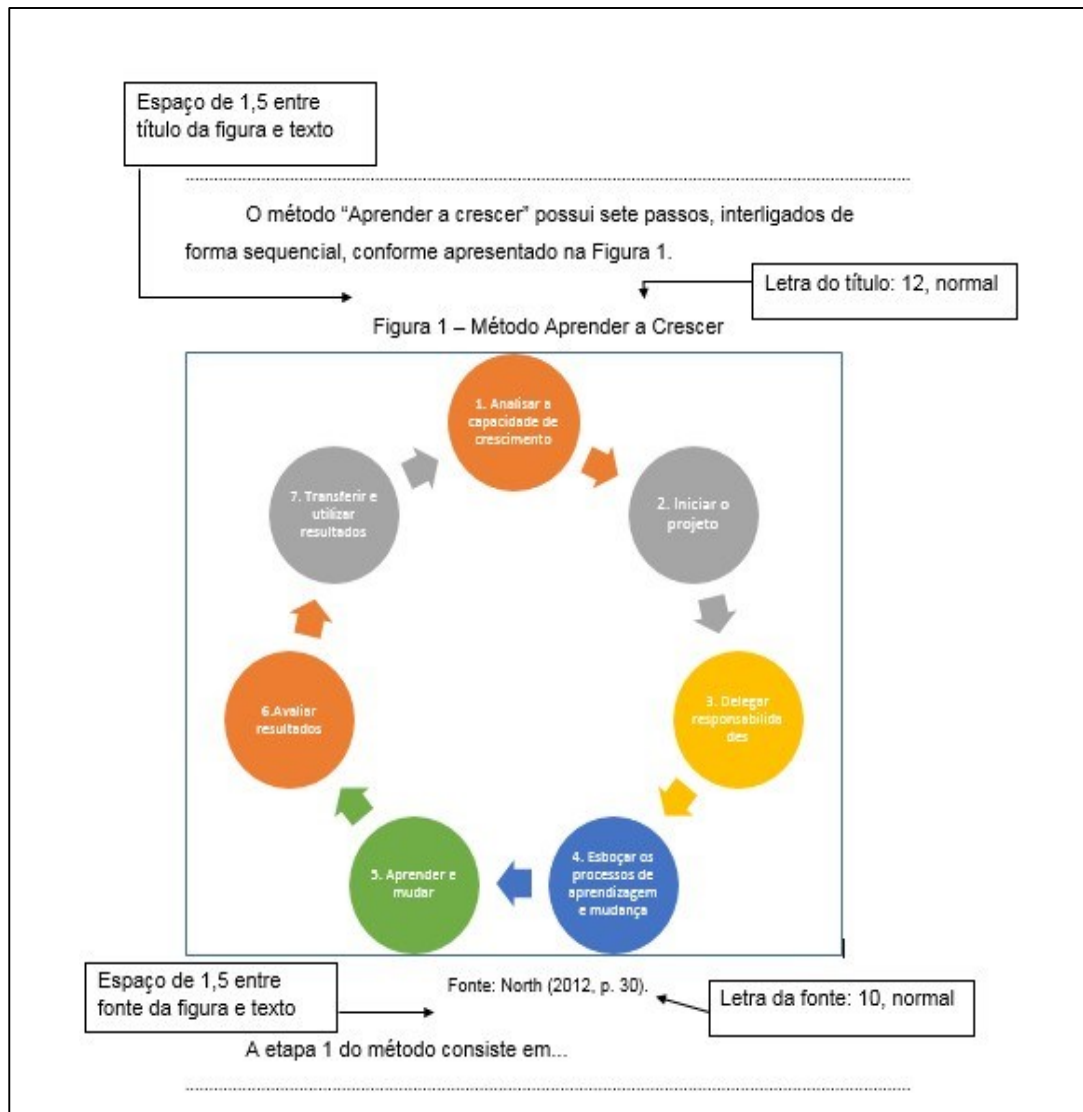 Espaço de 1,5 entre
título da figura e texto
O método “Aprender a crescer” possui sete passos, interligados de
forma sequencial, conforme apresentado na Figura 1.
Letra do título: 12, normal
Figura 1 – Método Aprender a Crescer
1. Analisar a
capacidade de
crescimento
2. Iniciar o
projeto
3. Delegar
responsabilida
des
4. Esboçar os
processos de
aprendizagem
e mudança
5. Aprender e
mudar
6.Avaliar
resultados
7. Transferir e
utilizar
resultados
Fonte: North (2012, p. 30).
Espaço de 1,5 entre
fonte da figura e texto
Letra da fonte: 10, normal
A etapa 1 do método consiste em...